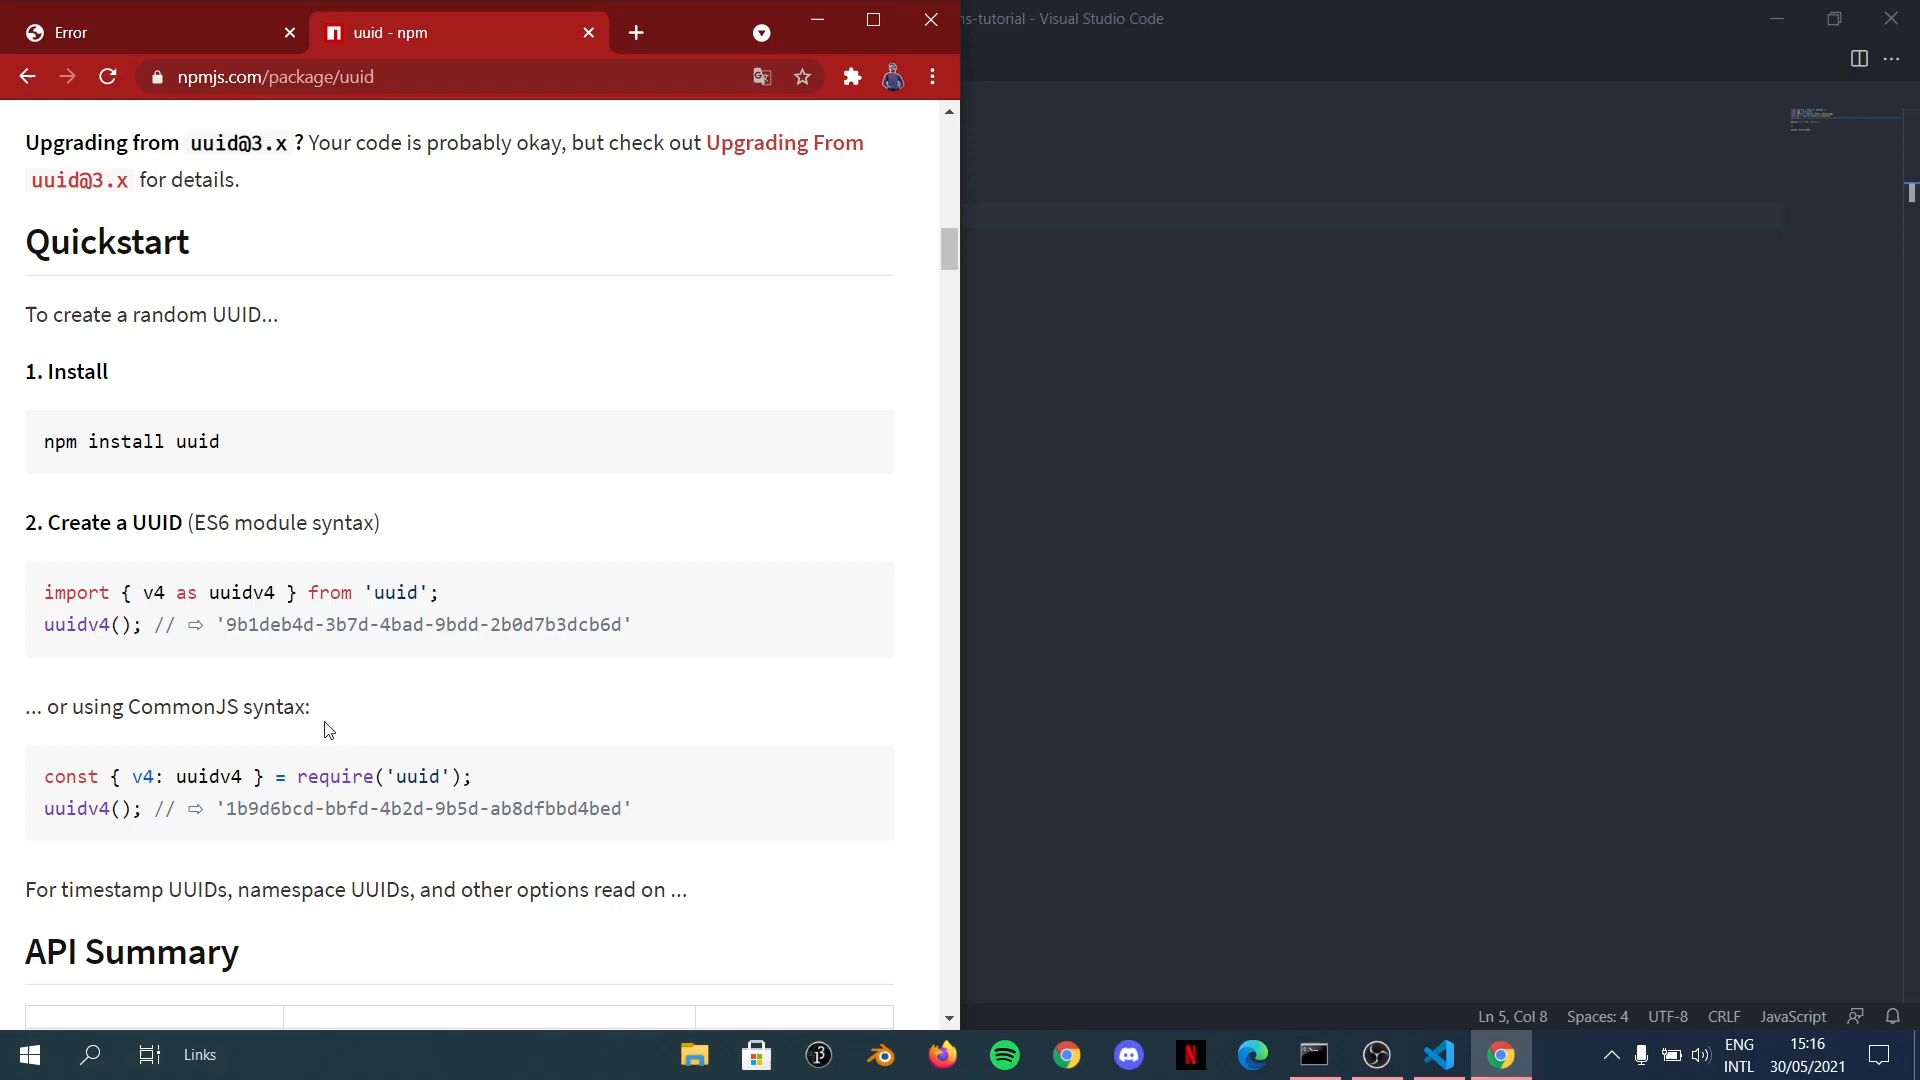 Error
uuid - npm
ns-tutorial - Visual Studio Code
npmjs.com/package/uuid
Upgrading from uuid@3.x ? Your code is probably okay, but check out Upgrading From
uuid@3.x for details.
Quickstart
To create a random UUID...
1. Install
npm install uuid
2. Create a UUID (ES6 module syntax)
import { v4 as uuidv4 } from 'uuid';
uuidv4(); // ⇨ '9b1deb4d-3b7d-4bad-9bdd-2b0d7b3dcb6d'
... or using CommonJS syntax:
const { v4: uuidv4 } = require('uuid');
uuidv4(); // ⇨ '1b9d6bcd-bbfd-4b2d-9b5d-ab8dfbbd4bed'
For timestamp UUIDs, namespace UUIDs, and other options read on ...
API Summary
Ln 5, Col 8
Spaces: 4
UTF-8
CRLF
JavaScript
Links
ENG
INTL
15:16
30/05/2021